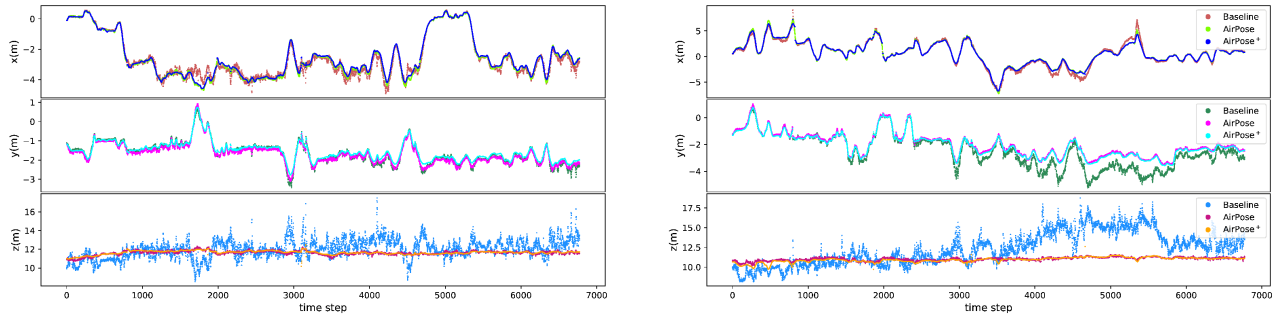 x(m)
0
−2
−4
y(m)
1
0
−1
−2
−3
z(m)
16
14
12
10
0
1000
2000
3000
4000
5000
6000
7000
time step
x(m)
5
0
−5
Baseline
AirPose
AirPose+
y(m)
0
−2
−4
Baseline
AirPose
AirPose+
z(m)
17.5
15.0
12.5
10.0
Baseline
AirPose
AirPose+
0
1000
2000
3000
4000
5000
6000
7000
time step